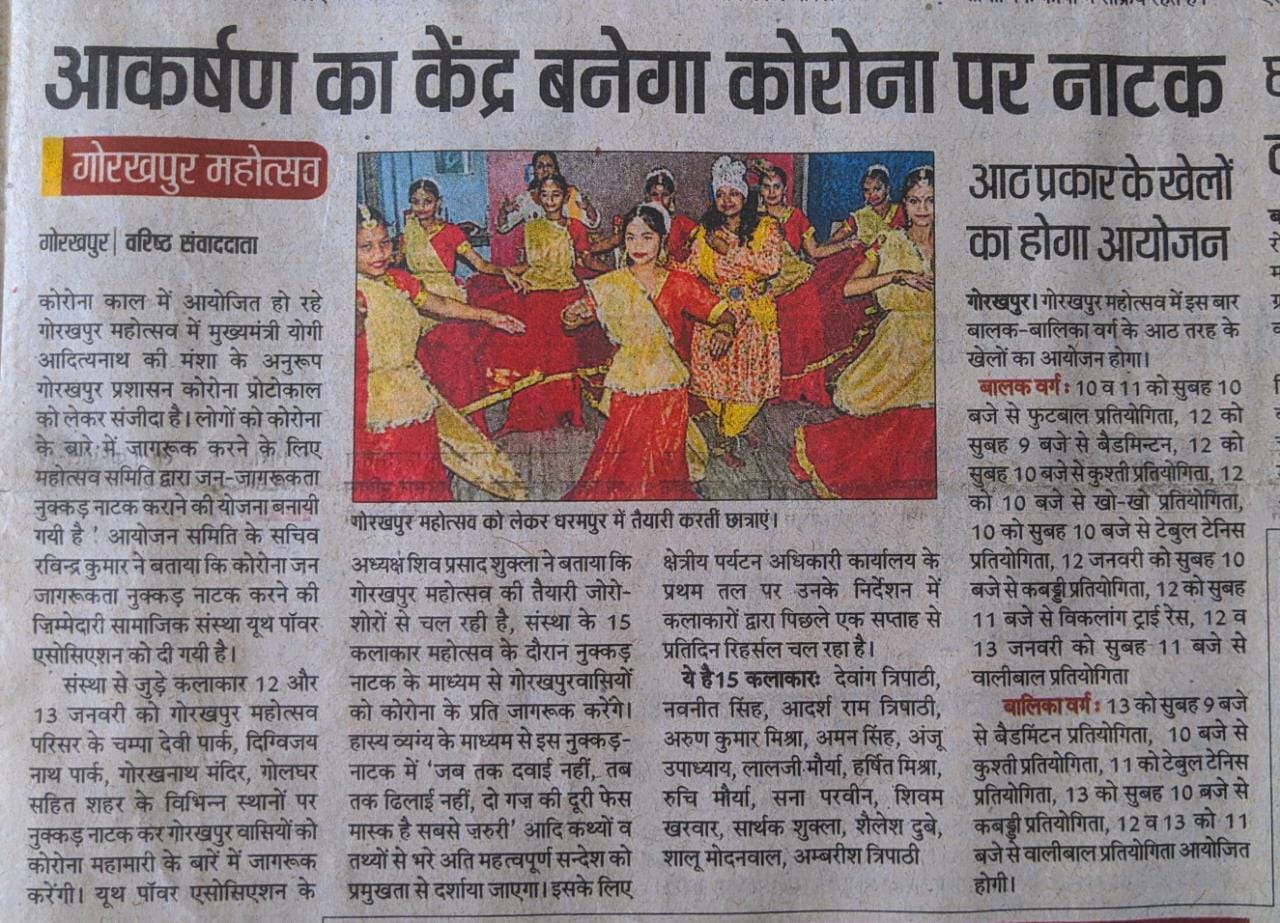 आकर्षण का केंद्र बनेगा कोरोना पर नाटक
गोरखपुर महोत्सव
गोरखपुर| वरिष्ठ संवाददाता
कोरोना काल में आयोजित हो रहे
गोरखपुर महोत्सव में मुख्यमंत्री योगी
आदित्यनाथ की मंशा के अनुरूप
गोरखपुर प्रशासन कोरोना प्रोटोकाल
को लेकर संजीदा है। लोगों को कोरोना
के बारे में जागरूक करने के लिए
महोत्सव समिति द्वारा जन-जागरूकता
नुक्कड़ नाटक कराने की योजना बनायी
गयी है ' आयोजन समिति के सचिव
रविन्द्र कुमार ने बताया कि कोरोना जन
जागरूकता नुक्कड़ नाटक करने की
ज़िम्मेदारी सामाजिक संस्था यूथ पॉवर
एसोसिएशन को दी गयी है।
संस्था से जुड़े कलाकार 12 और
13 जनवरी को गोरखपुर महोत्सव
परिसर के चम्पा देवी पार्क, दिग्विजय
नाथ पार्क, गोरखनाथ मंदिर, गोलघर
सहित शहर के विभिन्न स्थानों पर
नुक्कड़ नाटक कर गोरखपुर वासियों को
कोरोना महामारी के बारें में जागरूक
करेंगी। यूथ पॉवर एसोसिएशन के
गोरखपुर महोत्सव को लेकर धरमपुर में तैयारी करतीं छात्राएं।
अध्यक्ष शिव प्रसाद शुक्ला ने बताया कि
गोरखपुर महोत्सव की तैयारी जोरो-
शोरों से चल रही है, संस्था के 15
कलाकार महोत्सव के दौरान नुक्कड़
नाटक के माध्यम से गोरखपुरवासियों
को कोरोना के प्रति जागरूक करेंगे।
हास्य व्यंग्य के माध्यम से इस नुक्कड़-
नाटक में 'जब तक दवाई नहीं, तब
तक ढिलाई नहीं, दो गज़ की दूरी फेस
मास्क है सबसे ज़रुरी' आदि कथ्यों व
तथ्यों से भरे अति महत्वपूर्ण सन्देश को
प्रमुखता से दर्शाया जाएगा। इसके लिए
क्षेत्रीय पर्यटन अधिकारी कार्यालय के
प्रथम तल पर उनके निर्देशन में
कलाकारों द्वारा पिछले एक सप्ताह से
प्रतिदिन रिहर्सल चल रहा है।
ये है15 कलाकारः देवांग त्रिपाठी,
नवनीत सिंह, आदर्श राम त्रिपाठी,
अरुण कुमार मिश्रा, अमन सिंह, अंजू
उपाध्याय, लालजी मौर्या, हर्षित मिश्रा,
रुचि मौर्या, सना परवीन, शिवम
खरवार, सार्थक शुक्ला, शैलेश दुबे,
शालू मोदनवाल, अम्बरीश त्रिपाठी
आठ प्रकार के खेलों
का होगा आयोजन
गोरखपुर। गोरखपुर महोत्सव में इस बार
बालक-बालिका वर्ग के आठ तरह के
खेलों का आयोजन होगा।
बालक वर्ग : 10 व 11 को सुबह 10
बजे से फुटबाल प्रतियोगिता, 12 को
सुबह 9 बजे से बैडमिन्टन, 12 को
सुबह 10 बजे से कुश्ती प्रतियोगिता, 12
को 10 बजे से खो-खो प्रतियोगिता,
10 को सुबह 10 बजे से टेबुल टेनिस
प्रतियोगिता, 12 जनवरी को सुबह 10
बजे से कबड्डी प्रतियोगिता, 12 को सुबह
11 बजे से विकलांग ट्राई रेस, 12 व
13 जनवरी को सुबह 11 बजे से
वालीबाल प्रतियोगिता
बालिका वर्ग : 13 को सुबह 9 बजे
से बैडमिंटन प्रतियोगिता, 10 बजे से
कुश्ती प्रतियोगिता, 11 को टेबुल टेनिस
प्रतियोगिता, 13 को सुबह 10 बजे से
कबड्डी प्रतियोगिता, 12 व 13 को 11
बजे से वालीबाल प्रतियोगिता आयोजित
होगी।